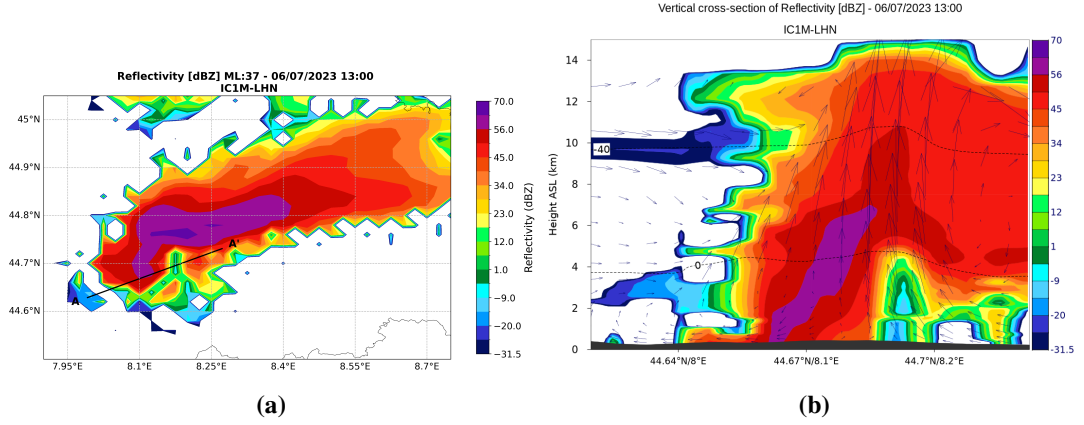 Vertical cross-section of Reflectivity [dBZ] - 06/07/2023 13:00
IC1M-LHN
Reflectivity [dBZ] ML:37 - 06/07/2023 13:00
IC1M-LHN
45°N
44.9°N
44.8°N
44.7°N
44.6°N
7.95°E 8.1°E 8.25°E 8.4°E 8.55°E 8.7°E
A
A'
70.0
56.0
45.0
34.0
23.0
12.0
1.0
−9.0
−20.0
−31.5
Reflectivity (dBZ)
Height ASL (km)
14
12
10
8
6
4
2
0
-40
0
44.64°N/8°E 44.67°N/8.1°E 44.7°N/8.2°E
70
56
45
34
23
12
1
-9
-20
-31.5
(a)
(b)